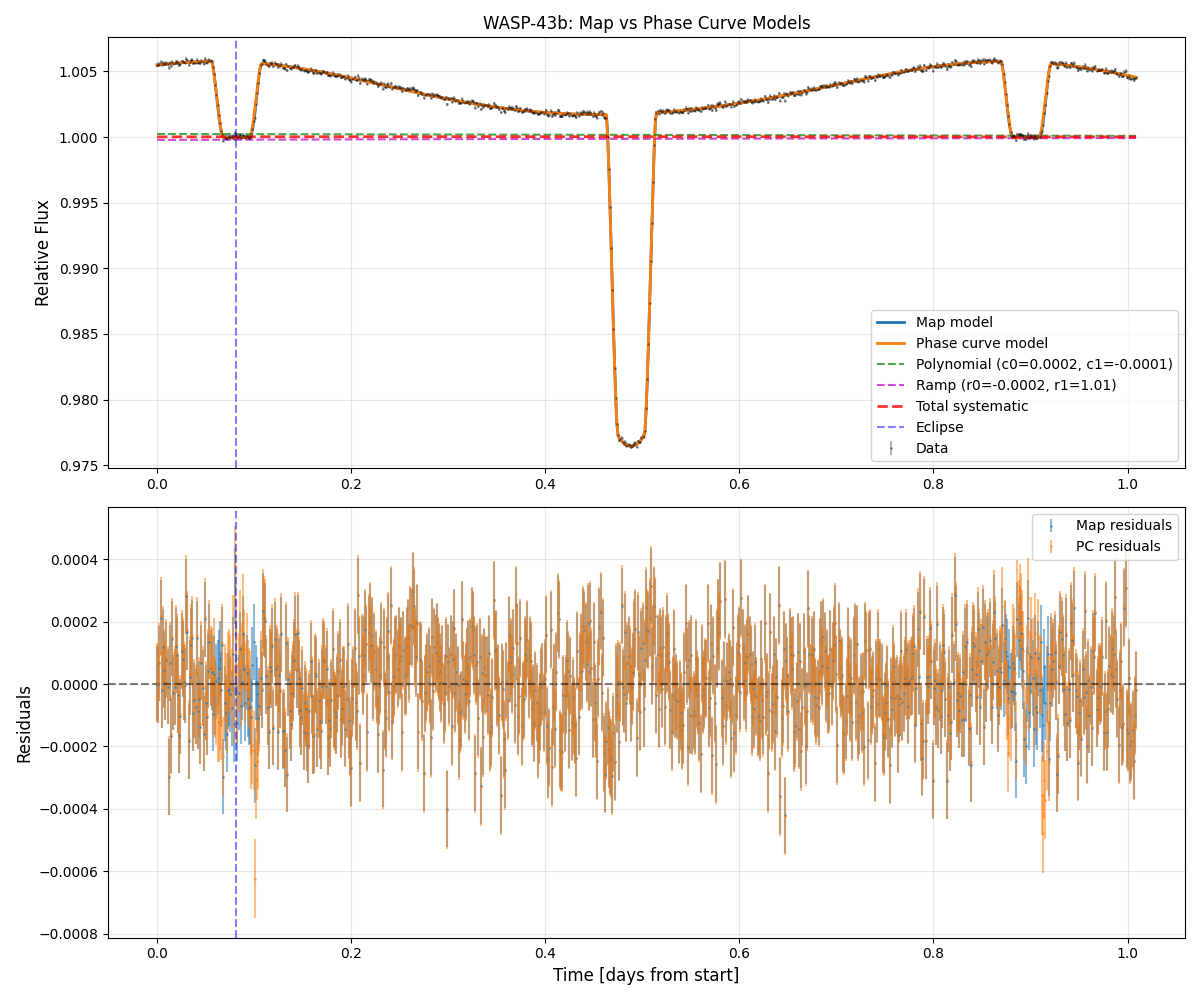 WASP-43b: Map vs Phase Curve Models
Relative Flux
1.005
1.000
0.995
0.990
0.985
0.980
0.975
Map model
Phase curve model
Polynomial (c0=0.0002, c1=-0.0001)
Ramp (r0=-0.0002, r1=1.01)
Total systematic
Eclipse
Data
0.0 0.2 0.4 0.6 0.8 1.0
Residuals
0.0004
0.0002
0.0000
−0.0002
−0.0004
−0.0006
−0.0008
Map residuals
PC residuals
0.0 0.2 0.4 0.6 0.8 1.0
Time [days from start]